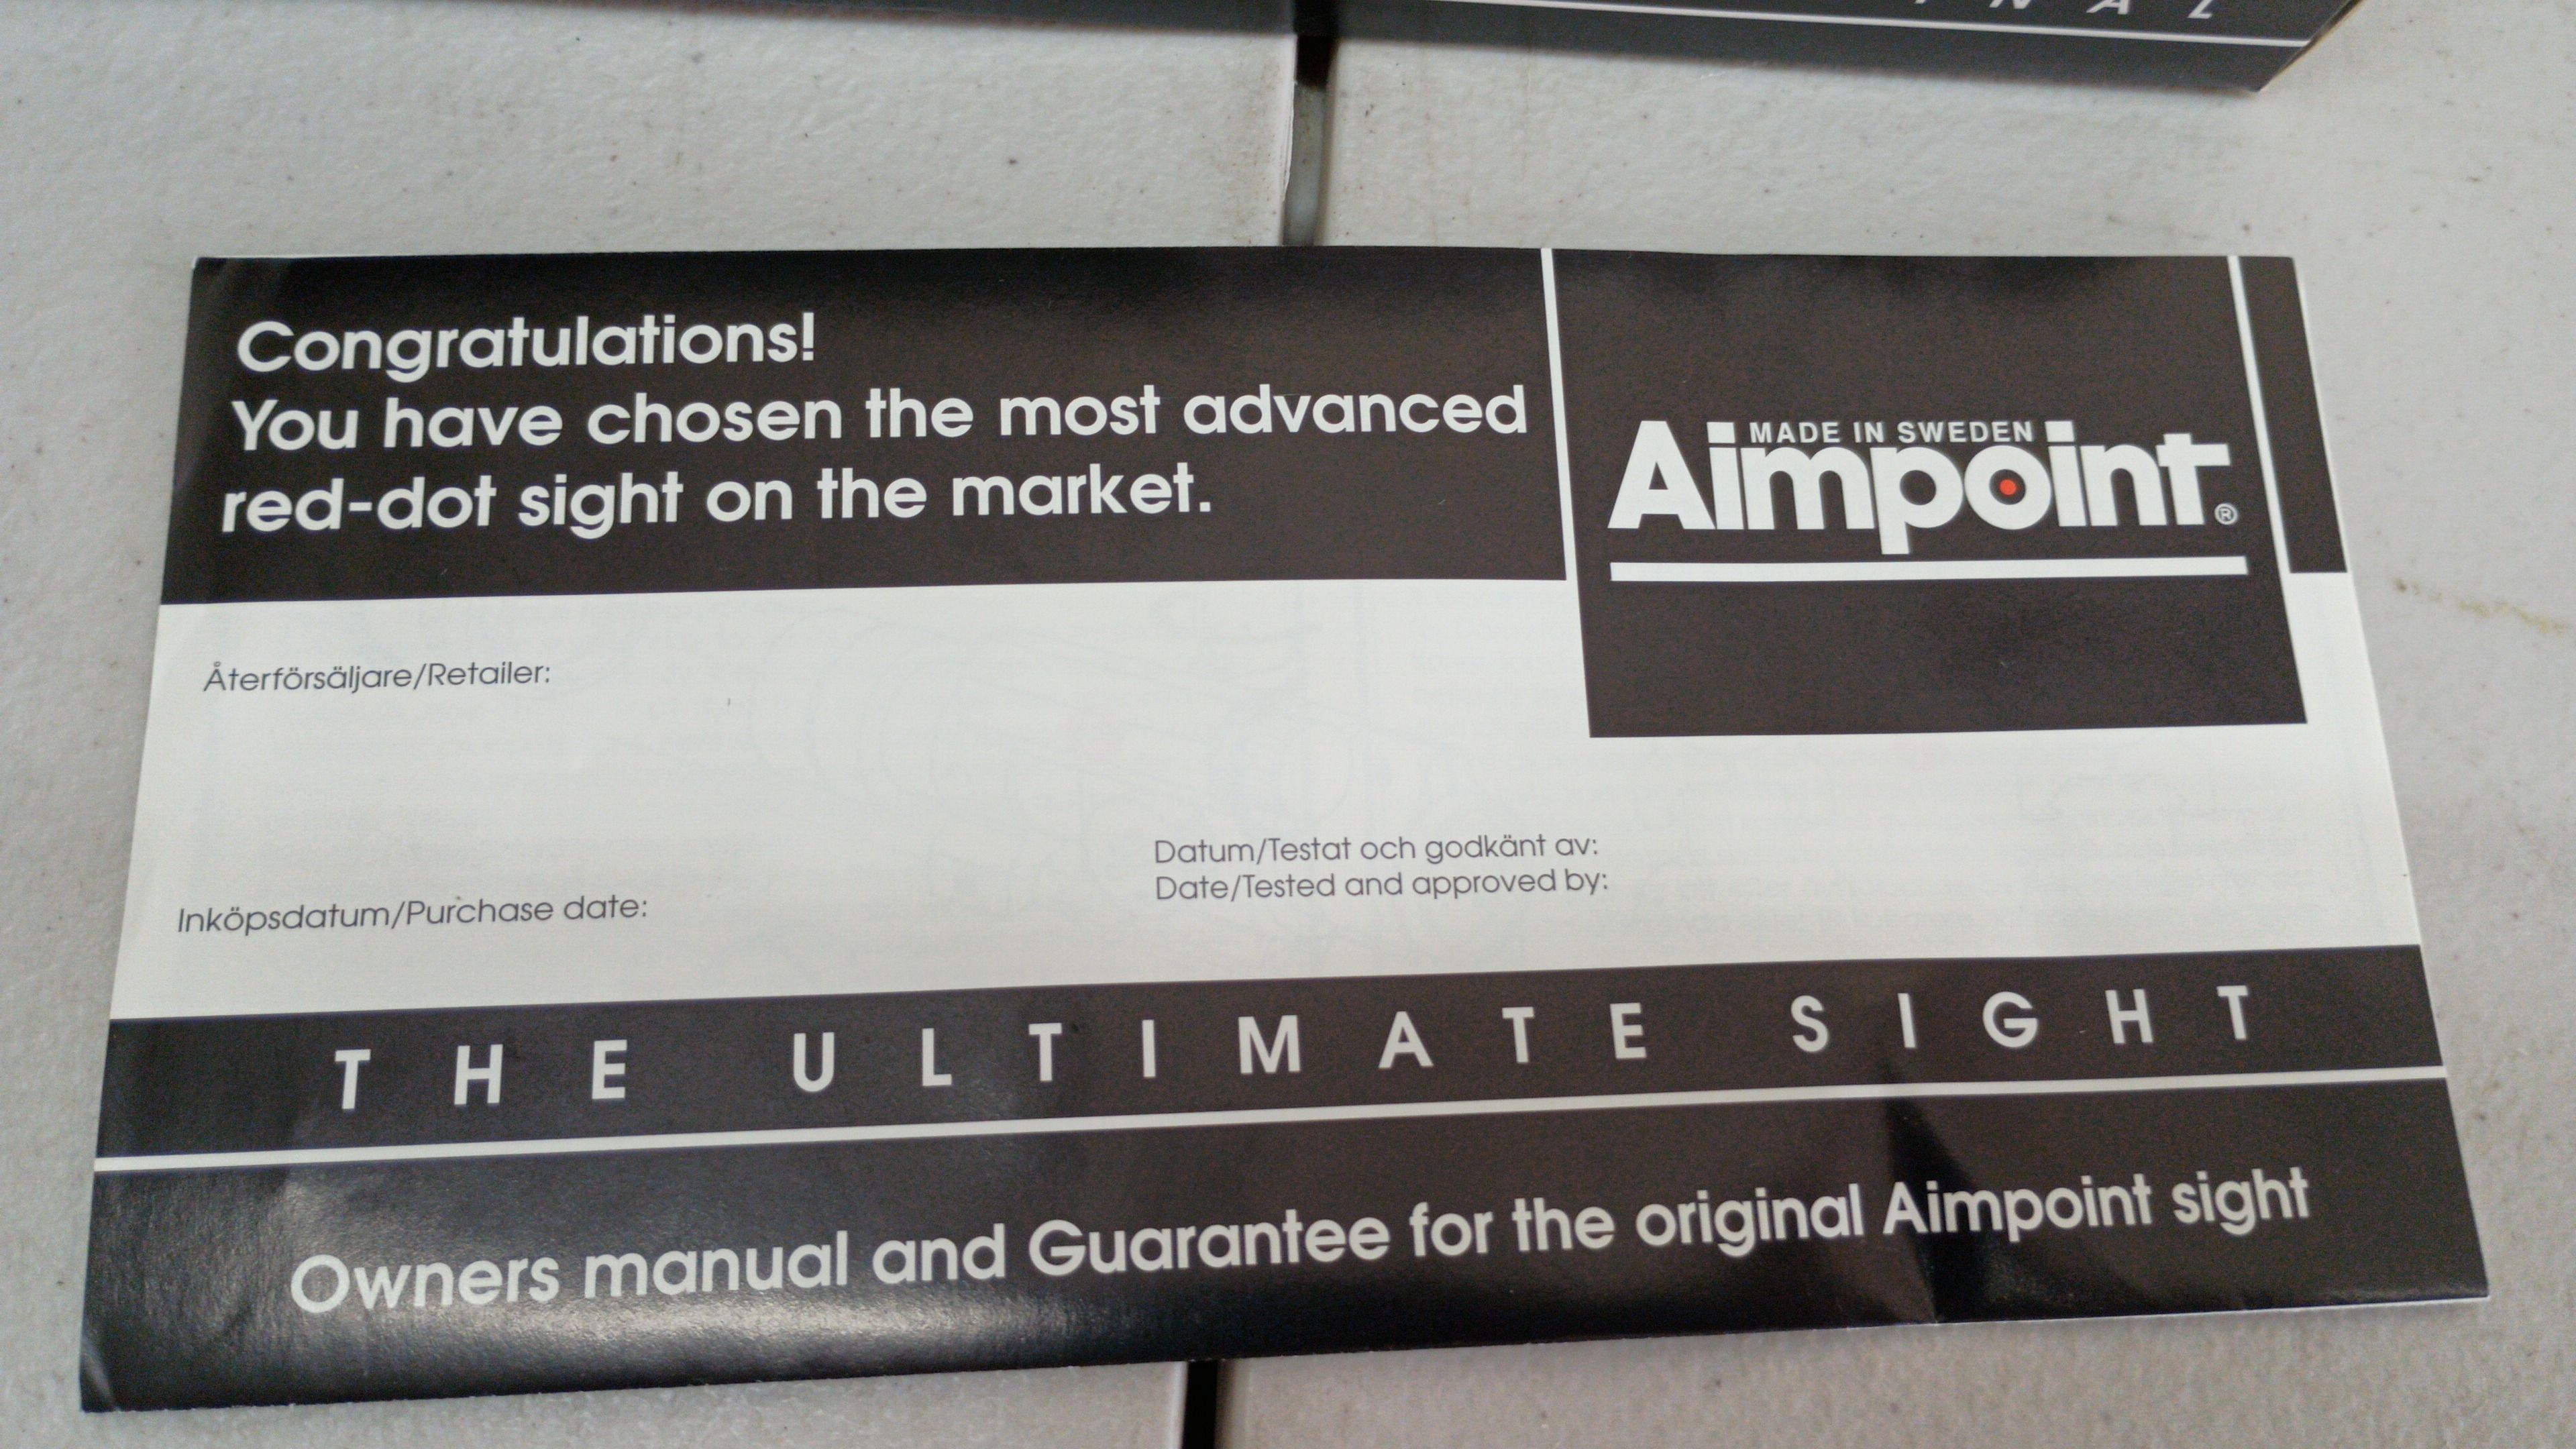 Congratulations!
You have chosen the most advanced
red-dot sight on the market.
MADE IN SWEDEN
Aimpoint®
Återförsäljare/Retailer:
Datum/Testat och godkänt av:
Date/Tested and approved by:
Inköpsdatum/Purchase date:
THE ULTIMATE SIGHT
Owners manual and Guarantee for the original Aimpoint sight